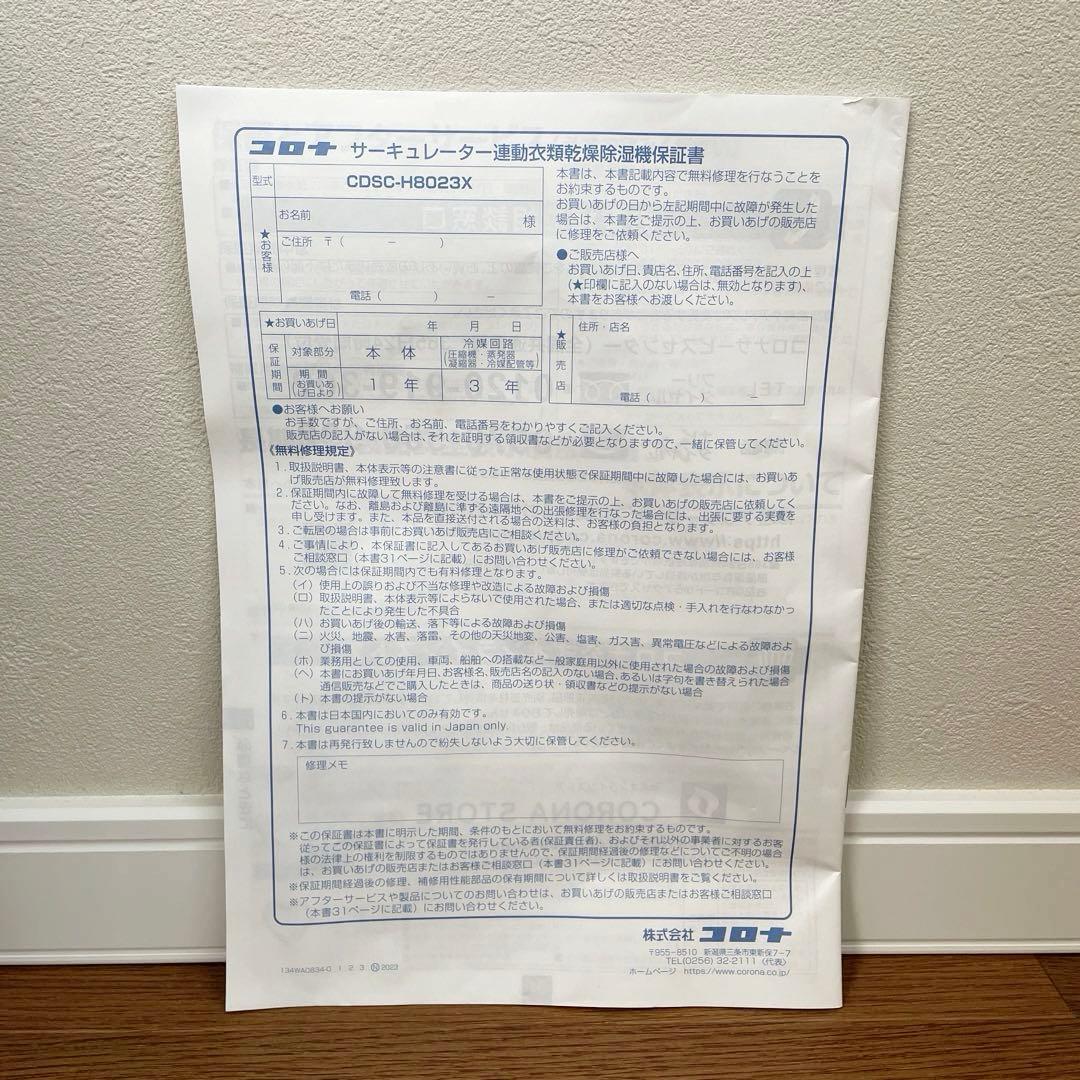 コロナ サーキュレーター連動衣類乾燥除湿機保証書
型式 CDSC-H8023X
★お客様
お名前 様
ご住所 〒( － )
電話( ) －
本書は、本書記載内容で無料修理を行なうことを
お約束するものです。
お買いあげの日から左記期間中に故障が発生した
場合は、本書をご提示の上、お買いあげの販売店
に修理をご依頼ください。
●ご販売店様へ
お買いあげ日、貴店名、住所、電話番号を記入の上
(★印欄に記入のない場合は、無効となります)、
本書をお客様へお渡しください。
★お買いあげ日 年 月 日
保証期間
対象部分 本体 冷媒回路
(圧縮機・蒸発器
凝縮器・冷媒配管等)
期間
(お買いあげ日より) 1年 3年
★販売店
住所・店名
電話( ) －
●お客様へお願い
お手数ですが、ご住所、お名前、電話番号をわかりやすくご記入ください。
販売店の記入がない場合は、それを証明する領収書などが必要となりますので、一緒に保管してください。
《無料修理規定》
1．取扱説明書、本体表示等の注意書に従った正常な使用状態で保証期間中に故障した場合には、お買いあ
げ販売店が無料修理致します。
2．保証期間内に故障して無料修理を受ける場合は、本書をご提示の上、お買いあげの販売店に依頼してく
ださい。なお、離島および離島に準ずる遠隔地への出張修理を行なった場合には、出張に要する実費を
申し受けます。また、本品を直接送付される場合の送料は、お客様の負担となります。
3．ご転居の場合は事前にお買いあげ販売店にご相談ください。
4．ご事情により、本保証書に記入してあるお買いあげ販売店に修理がご依頼できない場合には、お客様
ご相談窓口(本書31ページに記載)にお問い合わせください。
5．次の場合には保証期間内でも有料修理となります。
(イ) 使用上の誤りおよび不当な修理や改造による故障および損傷
(ロ) 取扱説明書、本体表示等によらないで使用された場合、または適切な点検・手入れを行なわなかっ
たことにより発生した不具合
(ハ) お買いあげ後の輸送、落下等による故障および損傷
(ニ) 火災、地震、水害、落雷、その他の天災地変、公害、塩害、ガス害、異常電圧などによる故障およ
び損傷
(ホ) 業務用としての使用、車両、船舶への搭載など一般家庭用以外に使用された場合の故障および損傷
(ヘ) 本書にお買いあげ年月日、お客様名、販売店名の記入のない場合、あるいは字句を書き替えられた場合
通信販売などでご購入したときは、商品の送り状・領収書などの提示がない場合
(ト) 本書の提示がない場合
6．本書は日本国内においてのみ有効です。
This guarantee is valid in Japan only.
7．本書は再発行致しませんので紛失しないよう大切に保管してください。
修理メモ
※この保証書は本書に明示した期間、条件のもとにおいて無料修理をお約束するものです。
従ってこの保証書によって保証書を発行している者(保証責任者)、およびそれ以外の事業者に対するお客
様の法律上の権利を制限するものではありませんので、保証期間経過後の修理などについてご不明の場合
は、お買いあげの販売店またはお客様ご相談窓口(本書31ページに記載)にお問い合わせください。
※保証期間経過後の修理、補修用性能部品の保有期間について詳しくは取扱説明書をご覧ください。
※アフターサービスや製品についてのお問い合わせは、お買いあげの販売店またはお客様ご相談窓口
(本書31ページに記載)にお問い合わせください。
株式会社 コロナ
〒955-8510 新潟県三条市東新保7-7
TEL(0256)32-2111〈代表〉
ホームページ https://www.corona.co.jp/
134WA0834-0 1 2 3 Ⓝ 2023